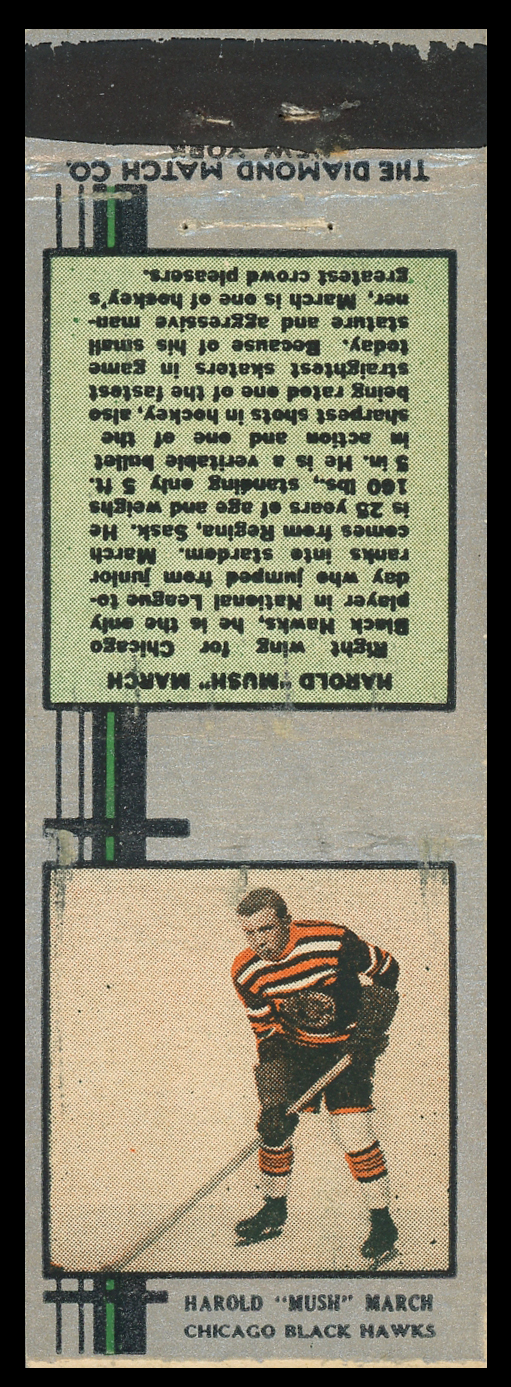 THE DIAMOND MATCH CO.
NEW YORK
HAROLD "MUSH" MARCH
Right wing for Chicago
Black Hawks, he is the only
player in National League to-
day who jumped from junior
ranks into stardom. March
comes from Regina, Sask. He
is 25 years of age and weighs
160 lbs., standing only 5 ft.
5 in. He is a veritable bullet
in action and one of the
sharpest shots in hockey, also
being rated one of the fastest
straightest skaters in game
today. Because of his small
stature and aggressive man-
ner, March is one of hockey's
greatest crowd pleasers.
HAROLD "MUSH" MARCH
CHICAGO BLACK HAWKS